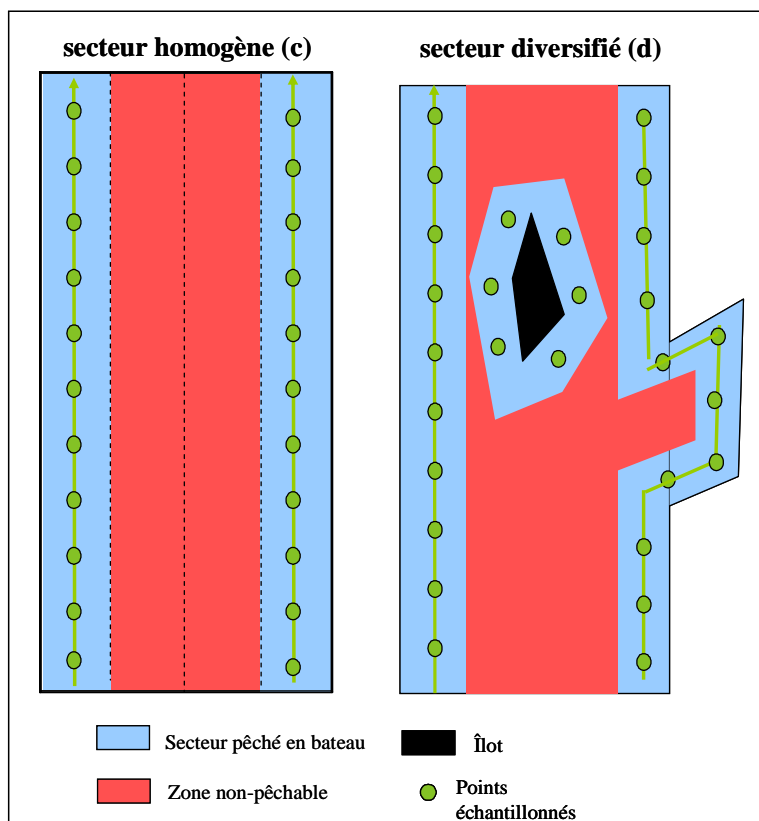 secteur homogène (c)
secteur diversifié (d)
Secteur pêché en bateau
Îlot
Zone non-pêchable
Points
échantillonnés